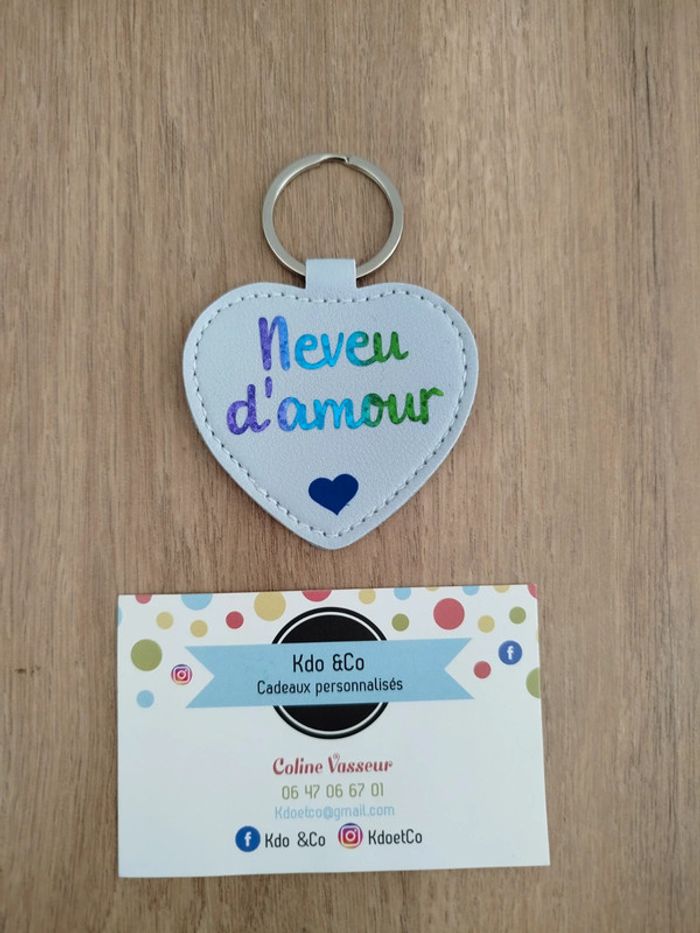 Neveu
d'amour
Kdo &Co
Cadeaux personnalisés
Coline Vasseur
06 47 06 67 01
Kdoetco@gmail.com
Kdo &Co KdoetCo